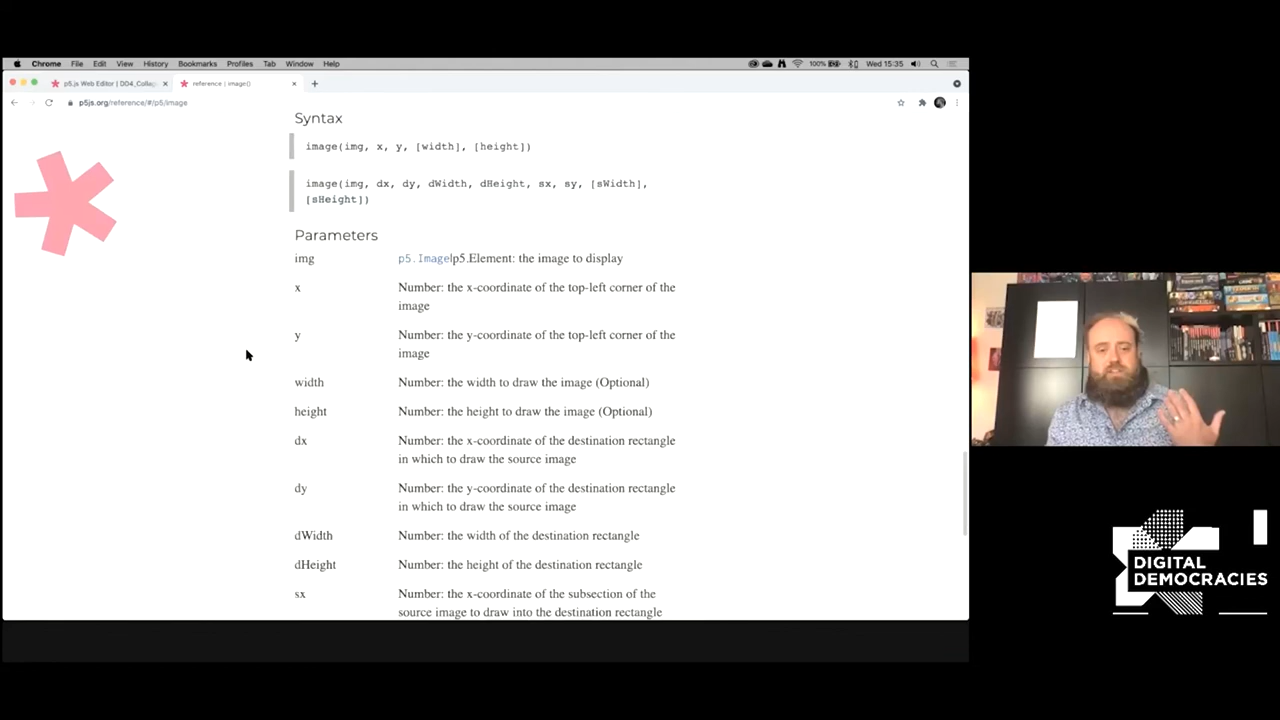 Chrome File Edit View History Bookmarks Profiles Tab Window Help
100% Wed 15:35
p5.js Web Editor | DD4_Colla
reference | image()
p5js.org/reference/#/p5/image
Syntax
image(img, x, y, [width], [height])
image(img, dx, dy, dWidth, dHeight, sx, sy, [sWidth],
[sHeight])
Parameters
img p5.Image|p5.Element: the image to display
x Number: the x-coordinate of the top-left corner of the
image
y Number: the y-coordinate of the top-left corner of the
image
width Number: the width to draw the image (Optional)
height Number: the height to draw the image (Optional)
dx Number: the x-coordinate of the destination rectangle
in which to draw the source image
dy Number: the y-coordinate of the destination rectangle
in which to draw the source image
dWidth Number: the width of the destination rectangle
dHeight Number: the height of the destination rectangle
sx Number: the x-coordinate of the subsection of the
source image to draw into the destination rectangle
DIGITAL
DEMOCRACIES